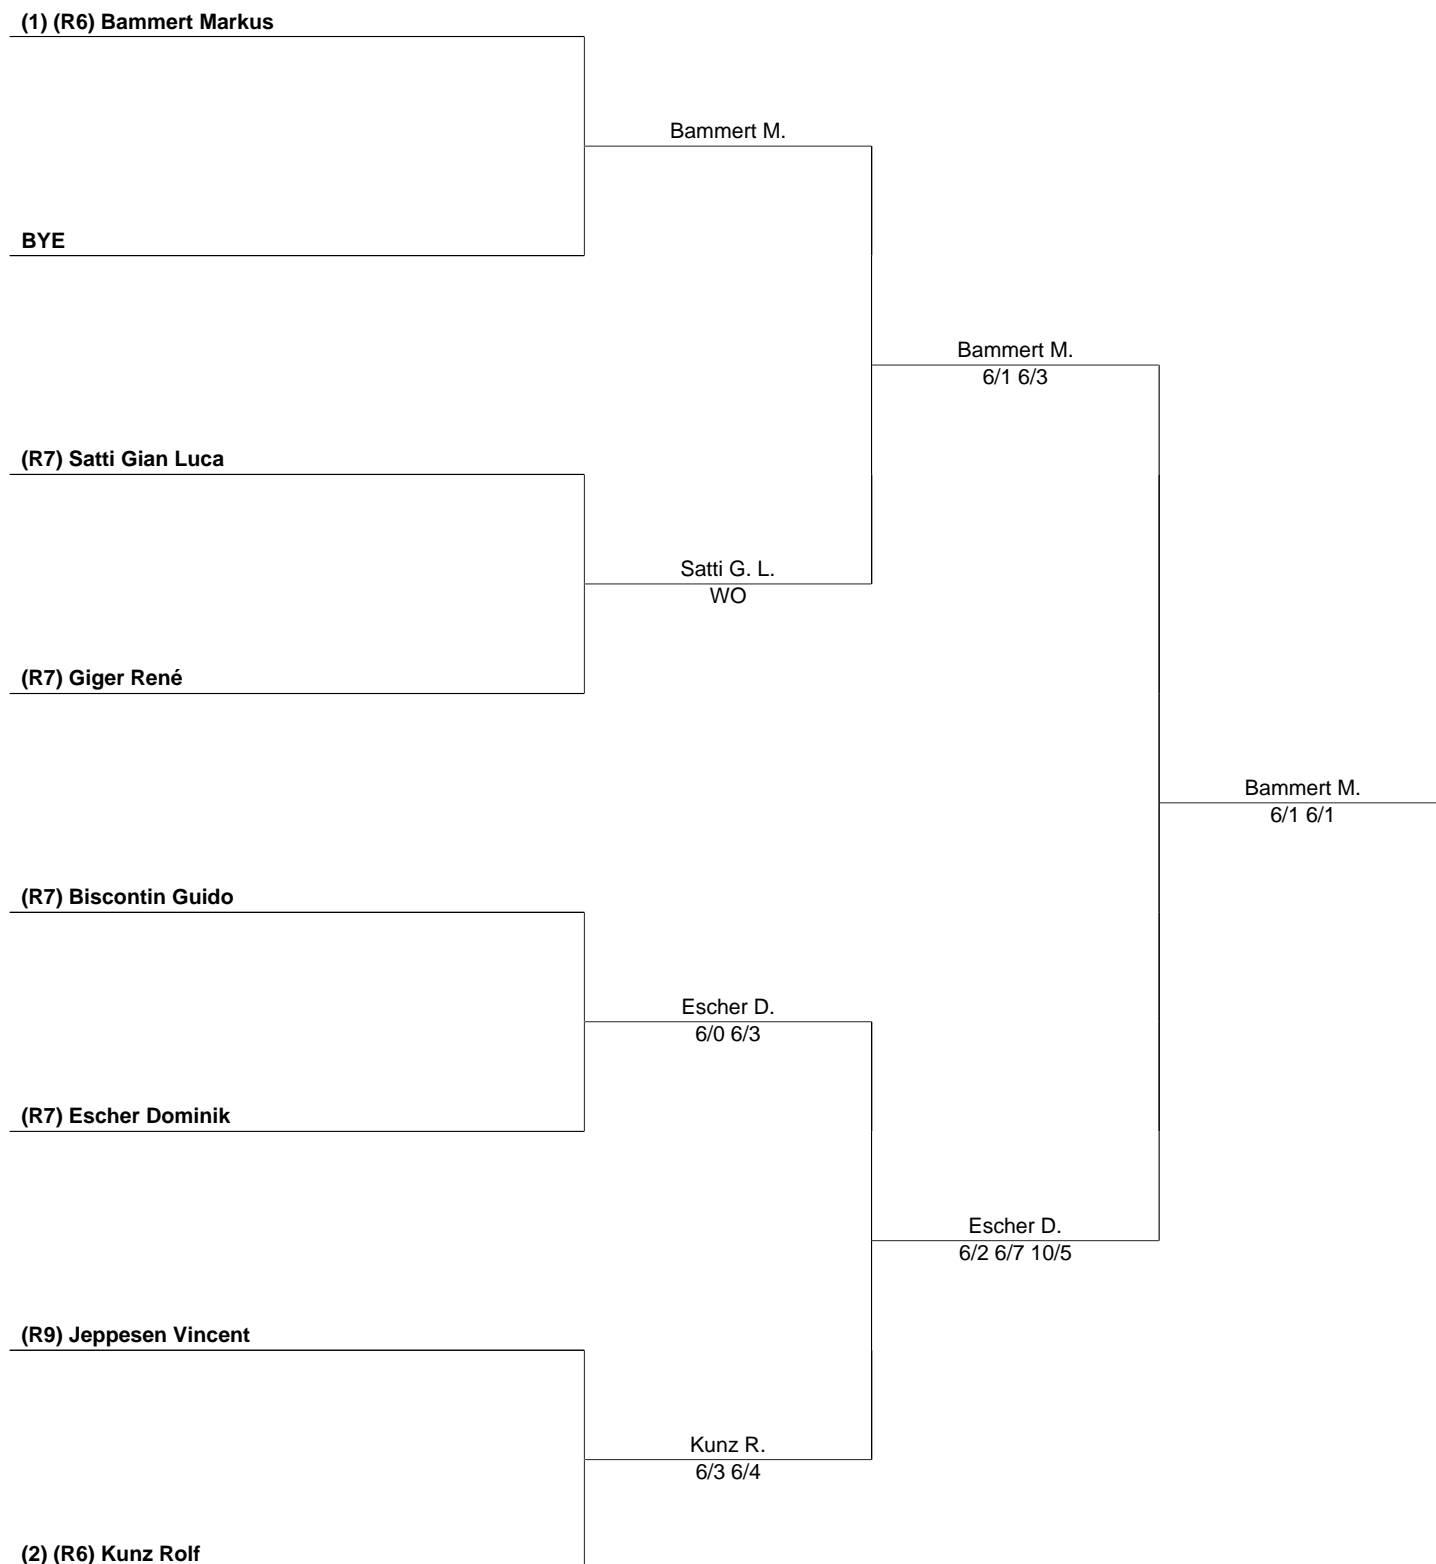 (1) (R6) Bammert Markus
Bammert M.
BYE
Bammert M.
6/1 6/3
(R7) Satti Gian Luca
Satti G. L.
WO
(R7) Giger René
Bammert M.
6/1 6/1
(R7) Biscontin Guido
Escher D.
6/0 6/3
(R7) Escher Dominik
Escher D.
6/2 6/7 10/5
(R9) Jeppesen Vincent
Kunz R.
6/3 6/4
(2) (R6) Kunz Rolf